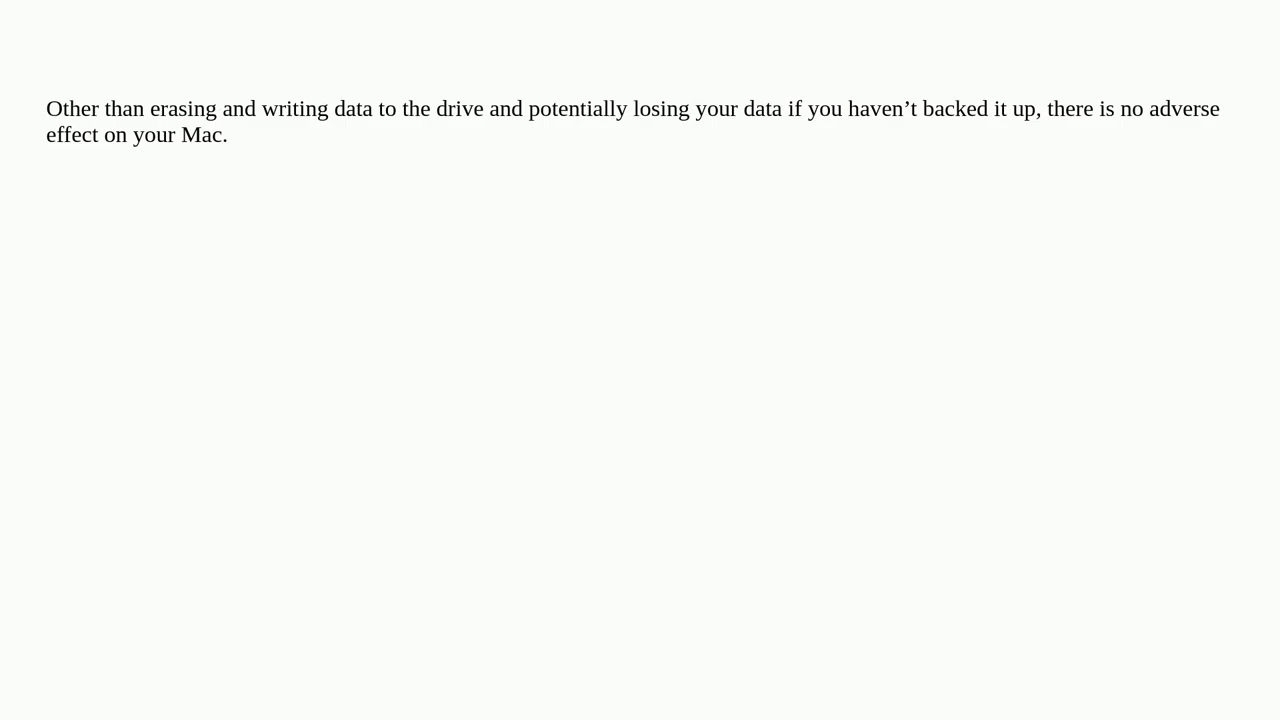 Other than erasing and writing data to the drive and potentially losing your data if you haven’t backed it up, there is no adverse
effect on your Mac.